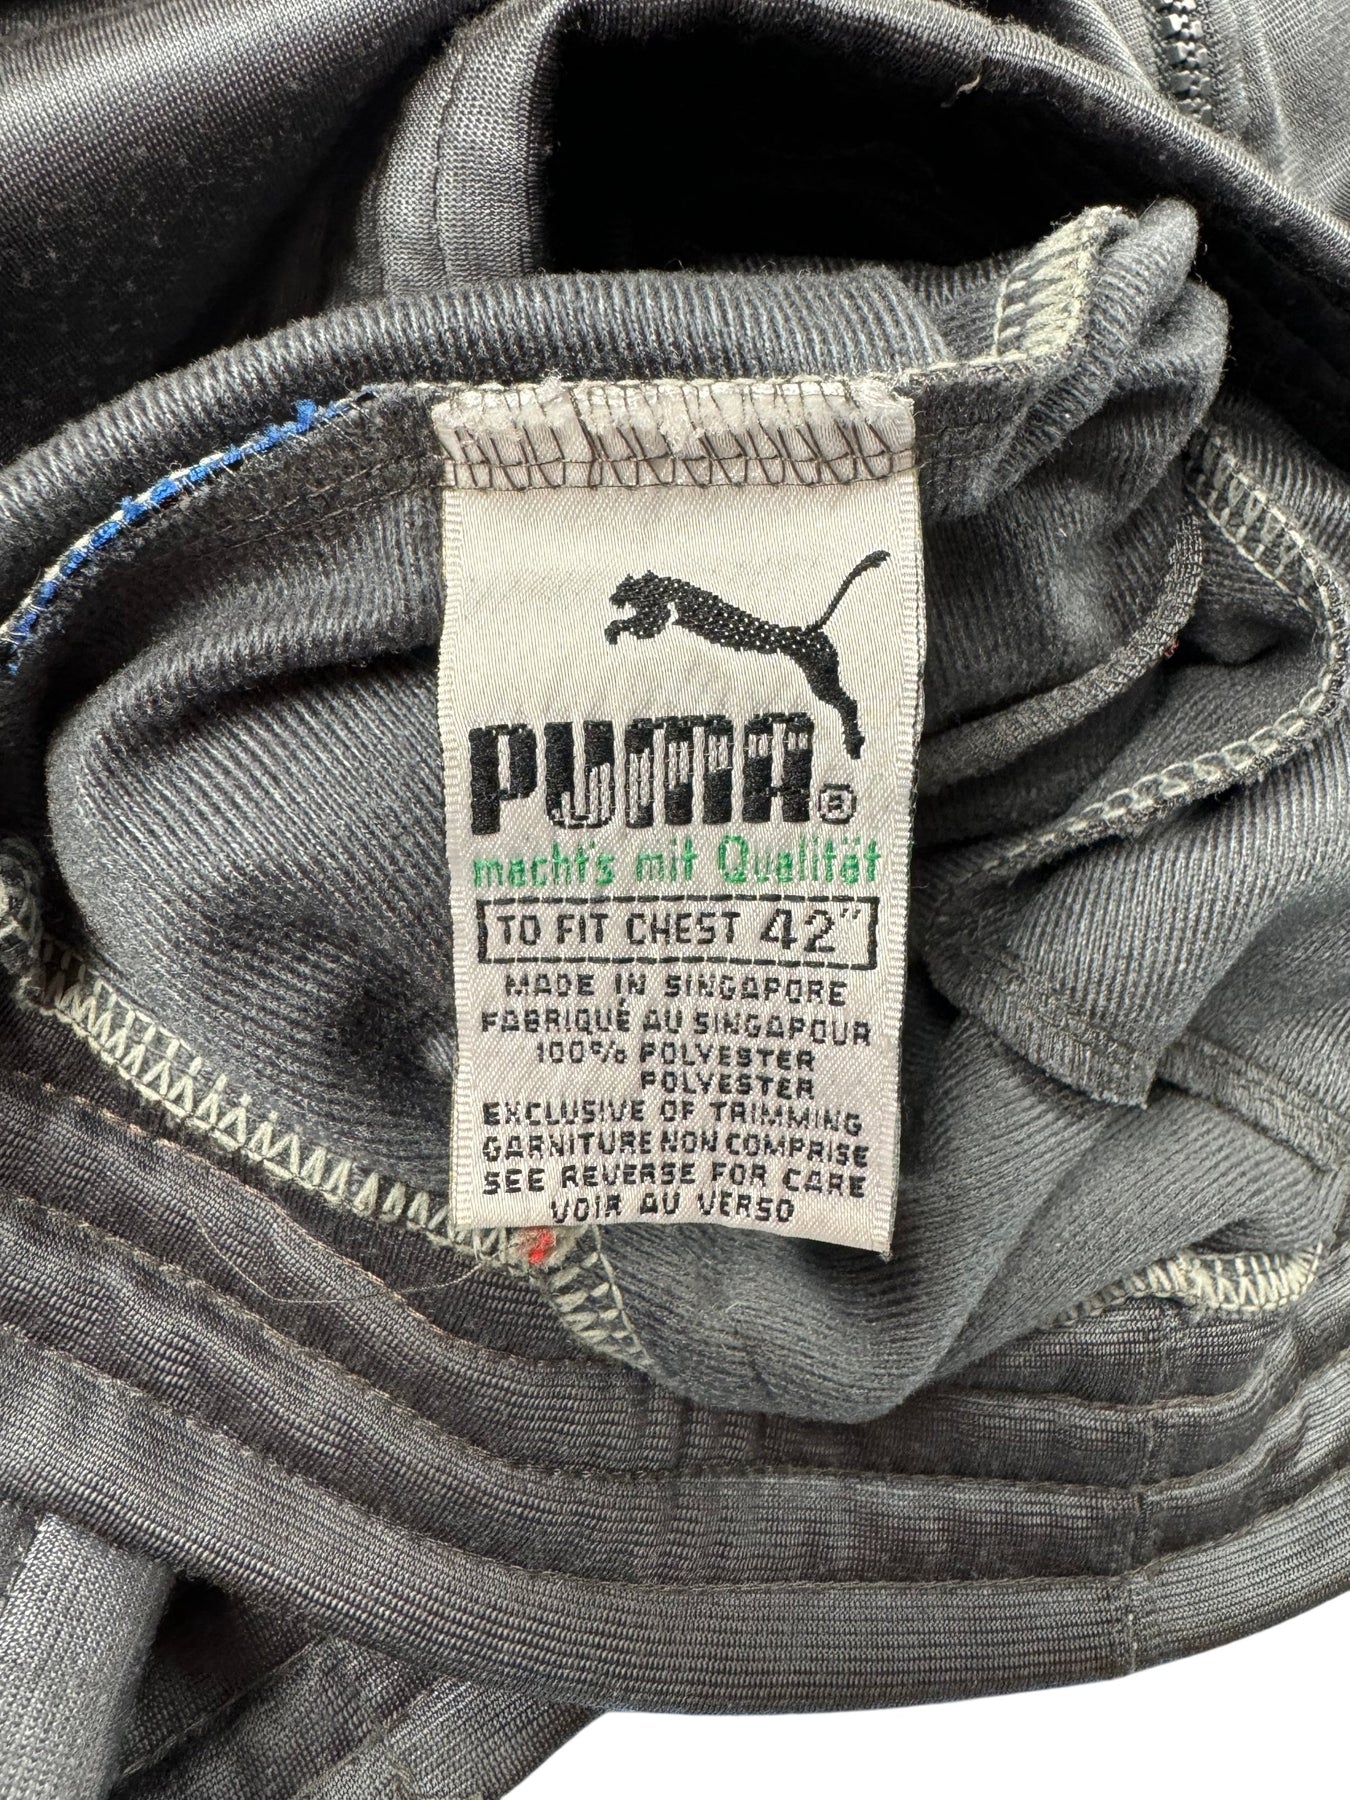 PUMA®
macht's mit Qualität
TO FIT CHEST 42"
MADE IN SINGAPORE
FABRIQUÉ AU SINGAPOUR
100% POLYESTER
POLYESTER
EXCLUSIVE OF TRIMMING
GARNITURE NON COMPRISE
SEE REVERSE FOR CARE
VOIR AU VERSO